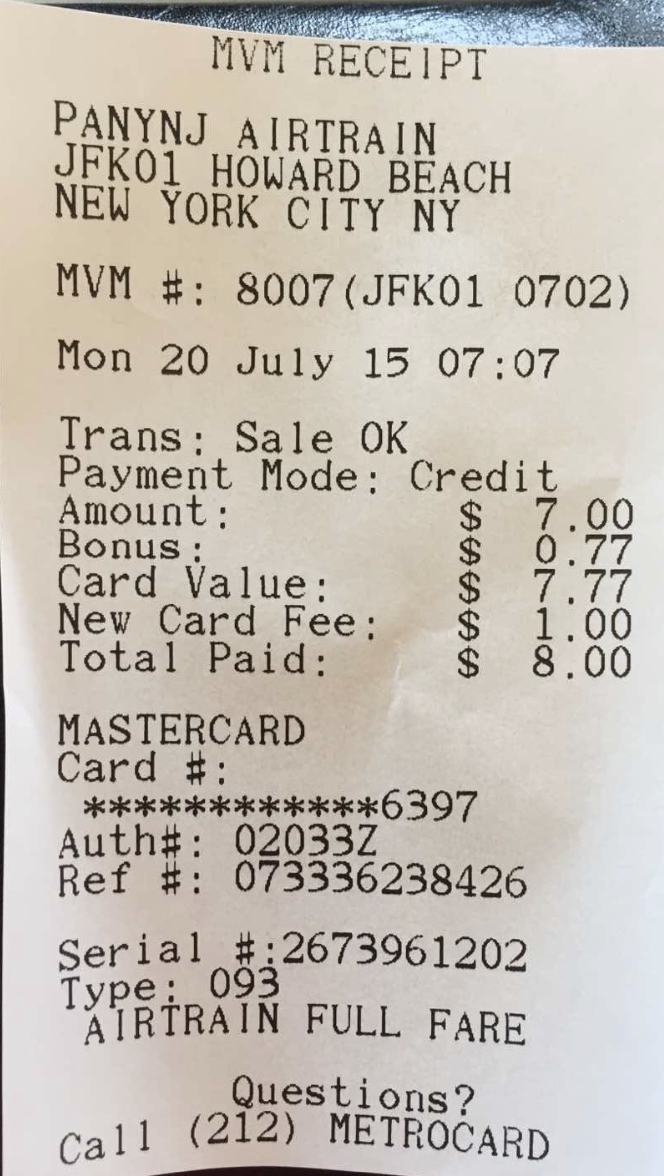 MVM RECEIPT
PANYNJ AIRTRAIN
JFK01 HOWARD BEACH
NEW YORK CITY NY
MVM #: 8007(JFK01 0702)
Mon 20 July 15 07:07
Trans: Sale OK
Payment Mode: Credit
Amount: $ 7.00
Bonus: $ 0.77
Card Value: $ 7.77
New Card Fee: $ 1.00
Total Paid: $ 8.00
MASTERCARD
Card #:
************6397
Auth#: 02033Z
Ref #: 073336238426
Serial #:2673961202
Type: 093
AIRTRAIN FULL FARE
Questions?
Call (212) METROCARD